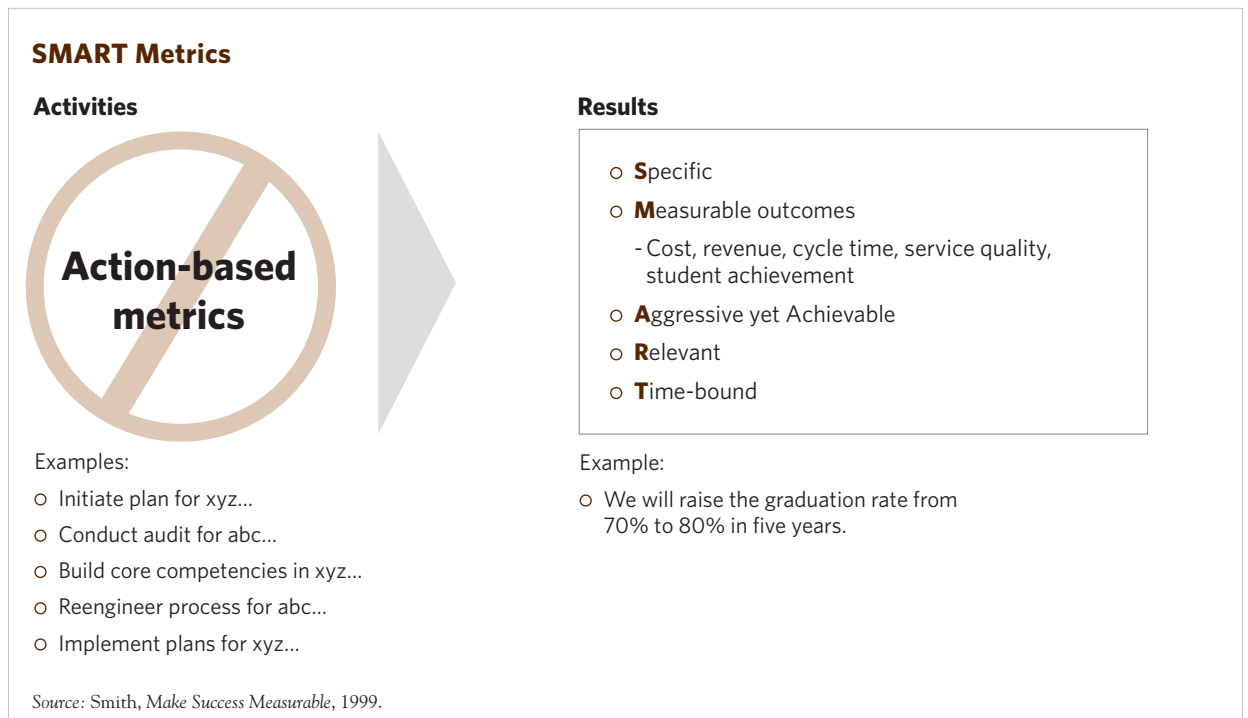 SMART Metrics
Activities
Action-based
metrics
Examples:
○ Initiate plan for xyz...
○ Conduct audit for abc...
○ Build core competencies in xyz...
○ Reengineer process for abc...
○ Implement plans for xyz...
Results
○ Specific
○ Measurable outcomes
- Cost, revenue, cycle time, service quality,
student achievement
○ Aggressive yet Achievable
○ Relevant
○ Time-bound
Example:
○ We will raise the graduation rate from
70% to 80% in five years.
Source: Smith, Make Success Measurable, 1999.